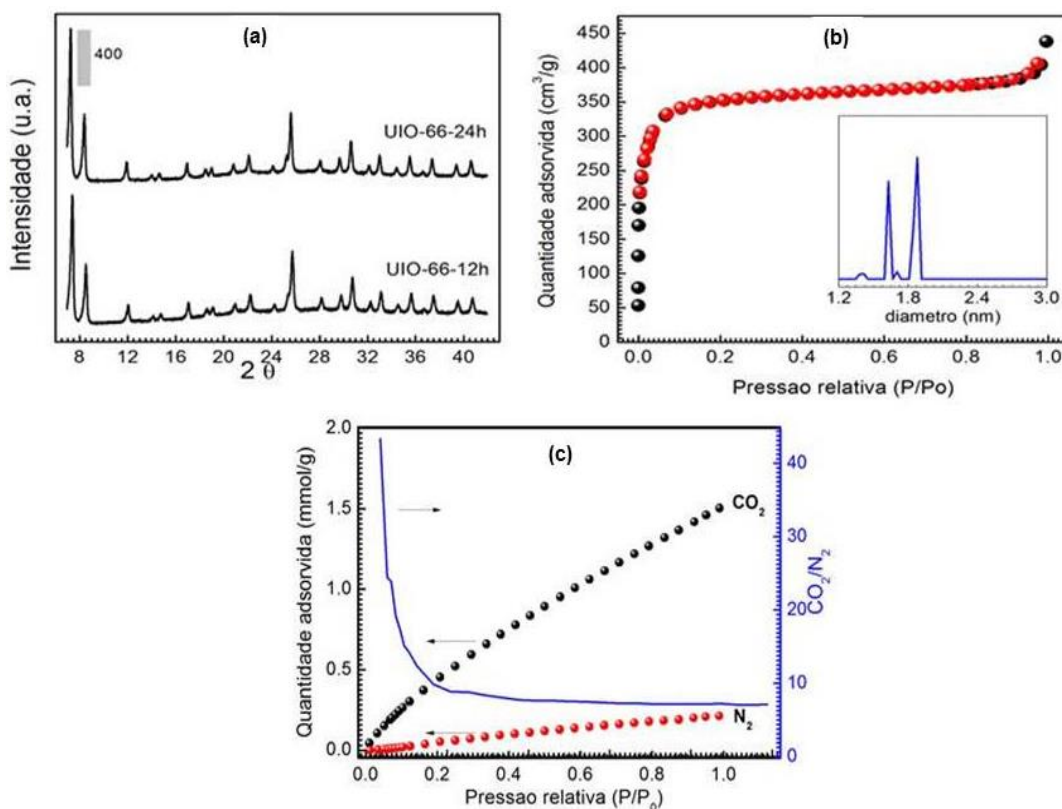 (a)
400
UIO-66-24h
UIO-66-12h
Intensidade (u.a.)
8 12 16 20 24 28 32 36 40
2 θ
(b)
Quantidade adsorvida (cm³/g)
450
400
350
300
250
200
150
100
50
0
0.0 0.2 0.4 0.6 0.8 1.0
Pressao relativa (P/Po)
1.2 1.8 2.4 3.0
diametro (nm)
(c)
Quantidade adsorvida (mmol/g)
2.0
1.5
1.0
0.5
0.0
CO₂
N₂
40
30
20
10
0
CO₂/N₂
0.0 0.2 0.4 0.6 0.8 1.0
Pressao relativa (P/P₀)